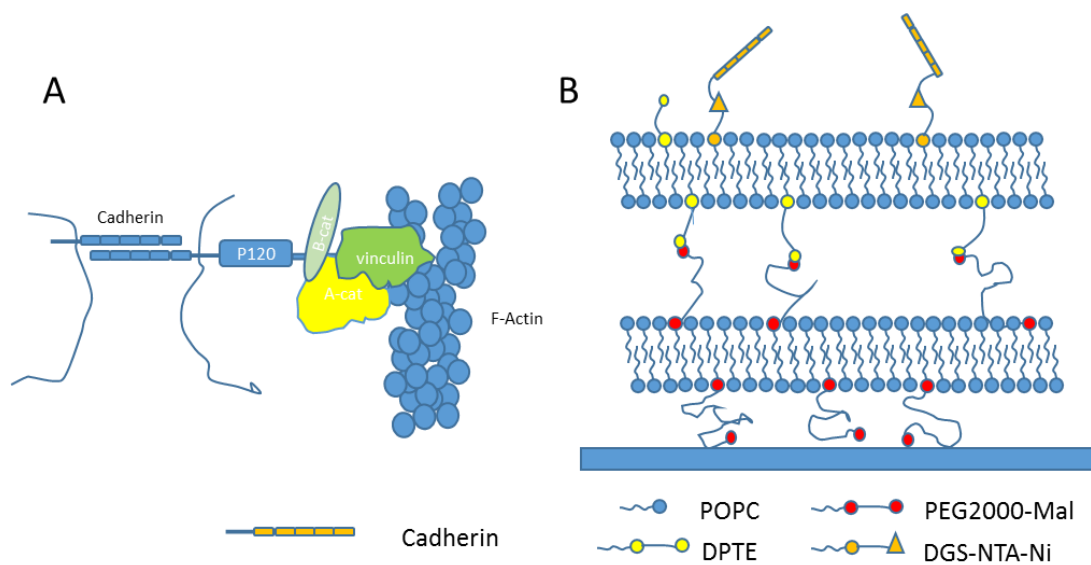 A
B
Cadherin
P120
B-cat
vinculin
A-cat
F-Actin
Cadherin
POPC
PEG2000-Mal
DPTE
DGS-NTA-Ni